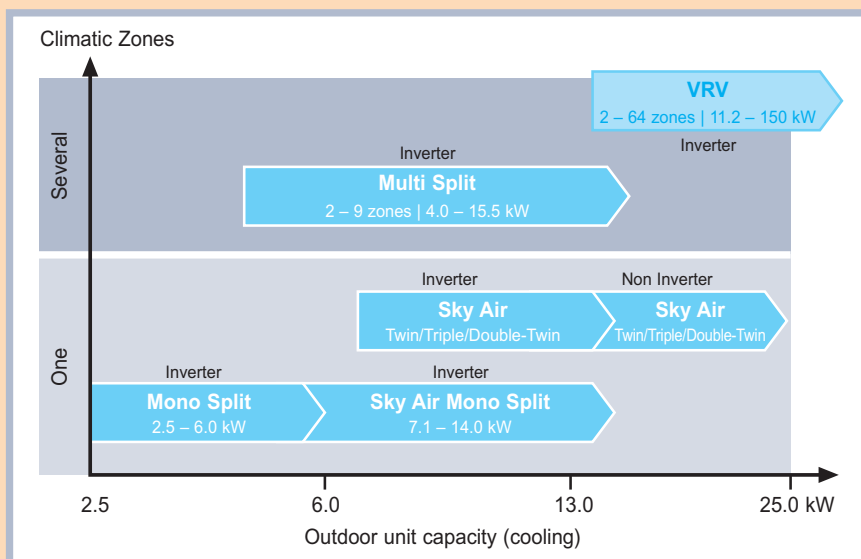 Climatic Zones
VRV
2 – 64 zones | 11.2 – 150 kW
Inverter
Several
Inverter
Multi Split
2 – 9 zones | 4.0 – 15.5 kW
Inverter
Non Inverter
Sky Air
Sky Air
Twin/Triple/Double-Twin
Twin/Triple/Double-Twin
One
Inverter
Inverter
Mono Split
Sky Air Mono Split
2.5 – 6.0 kW
7.1 – 14.0 kW
2.5
6.0
13.0
25.0 kW
Outdoor unit capacity (cooling)